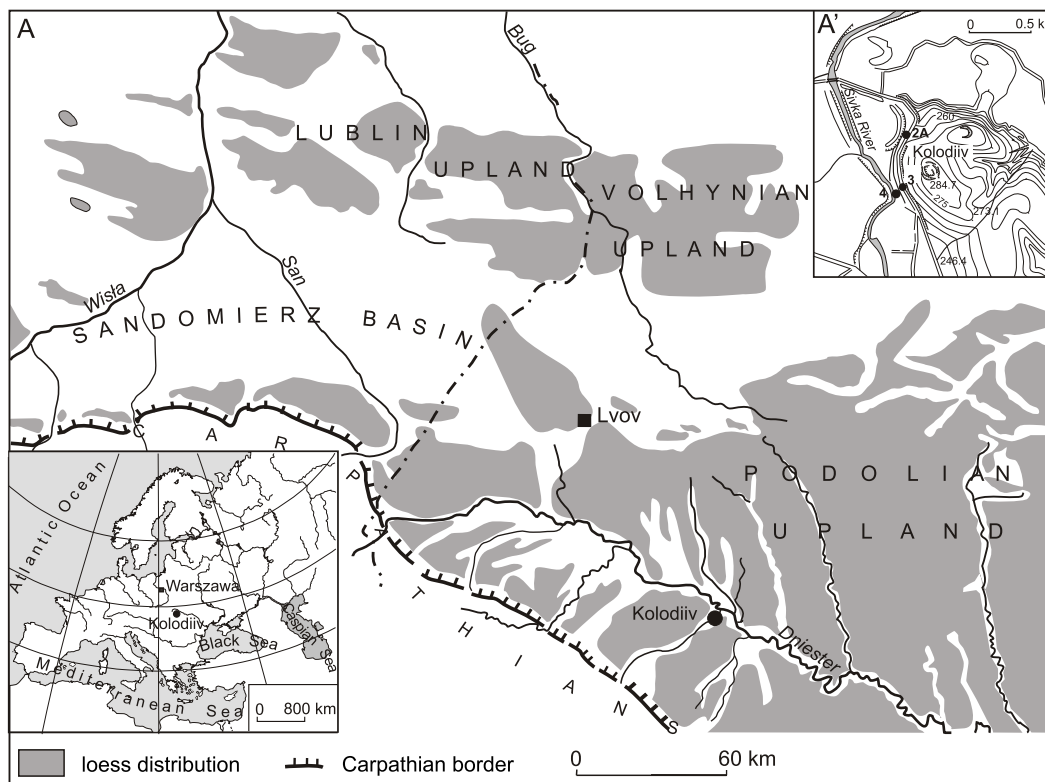 A
Bug
LUBLIN
UPLAND
VOLHYNIAN
UPLAND
Wisła
San
SANDOMIERZ BASIN
Lvov
PODOLIAN
UPLAND
CARPATHIANS
Kolodiiv
Dniester
A'
0 0.5 k
Sivka River
260
2A
Kolodiiv
3
4
284.7
275
273.1
246.4
Atlantic Ocean
Warszawa
Kolodiiv
Black Sea
Caspian Sea
Mediterranean Sea
0 800 km
loess distribution
Carpathian border
0 60 km